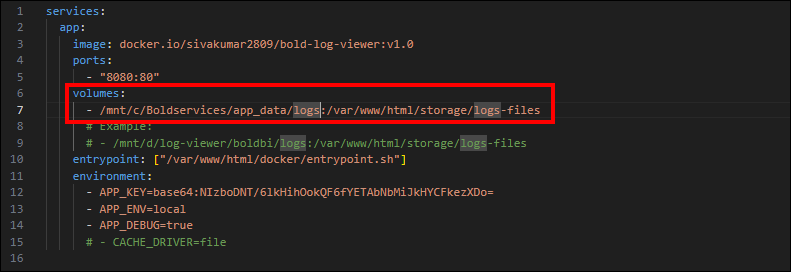 1 services:
2   app:
3     image: docker.io/sivakumar2809/bold-log-viewer:v1.0
4     ports:
5       - "8080:80"
6     volumes:
7       - /mnt/c/Boldservices/app_data/logs:/var/www/html/storage/logs-files
8       # Example:
9       # - /mnt/d/log-viewer/boldbi/logs:/var/www/html/storage/logs-files
10     entrypoint: ["/var/www/html/docker/entrypoint.sh"]
11     environment:
12       - APP_KEY=base64:NIzboDNT/6lkHihOokQF6fYETAbNbMiJkHYCFkezXDo=
13       - APP_ENV=local
14       - APP_DEBUG=true
15       # - CACHE_DRIVER=file
16